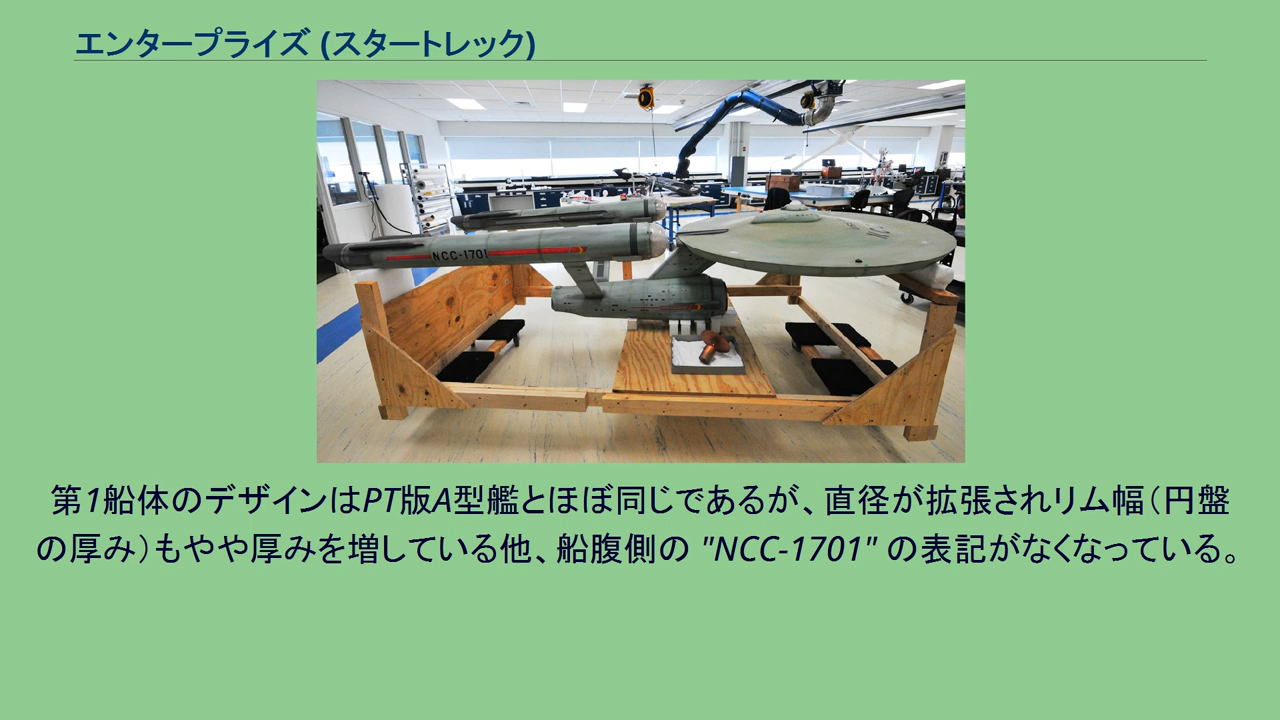 エンタープライズ (スタートレック)
NCC-1701
NC
第1船体のデザインはPT版A型艦とほぼ同じであるが、直径が拡張されリム幅（円盤
の厚み）もやや厚みを増している他、船腹側の "NCC-1701" の表記がなくなっている。